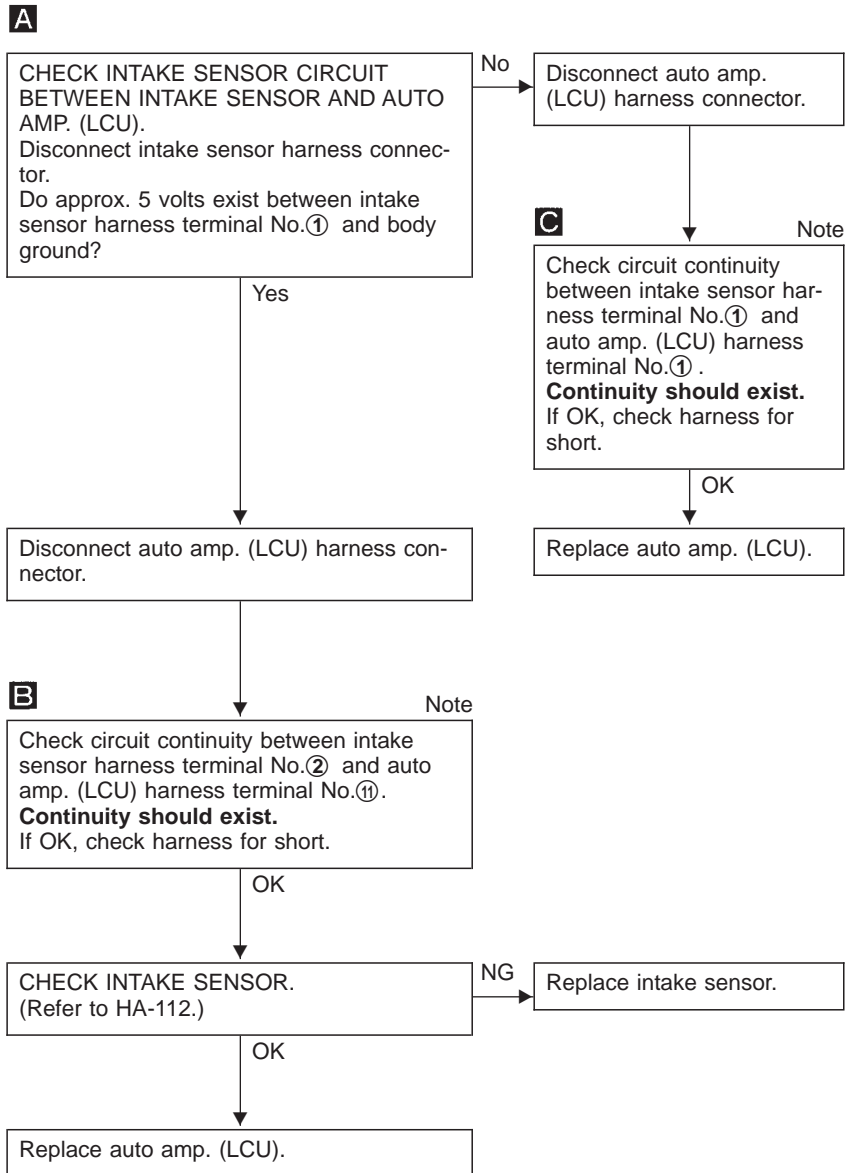 A
CHECK INTAKE SENSOR CIRCUIT
BETWEEN INTAKE SENSOR AND AUTO
AMP. (LCU).
Disconnect intake sensor harness connec-
tor.
Do approx. 5 volts exist between intake
sensor harness terminal No.① and body
ground?
No
Disconnect auto amp.
(LCU) harness connector.
C
Note
Check circuit continuity
between intake sensor har-
ness terminal No.① and
auto amp. (LCU) harness
terminal No.① .
Continuity should exist.
If OK, check harness for
short.
OK
Replace auto amp. (LCU).
Yes
Disconnect auto amp. (LCU) harness con-
nector.
B
Note
Check circuit continuity between intake
sensor harness terminal No.② and auto
amp. (LCU) harness terminal No.⑪.
Continuity should exist.
If OK, check harness for short.
OK
CHECK INTAKE SENSOR.
(Refer to HA-112.)
NG
Replace intake sensor.
OK
Replace auto amp. (LCU).